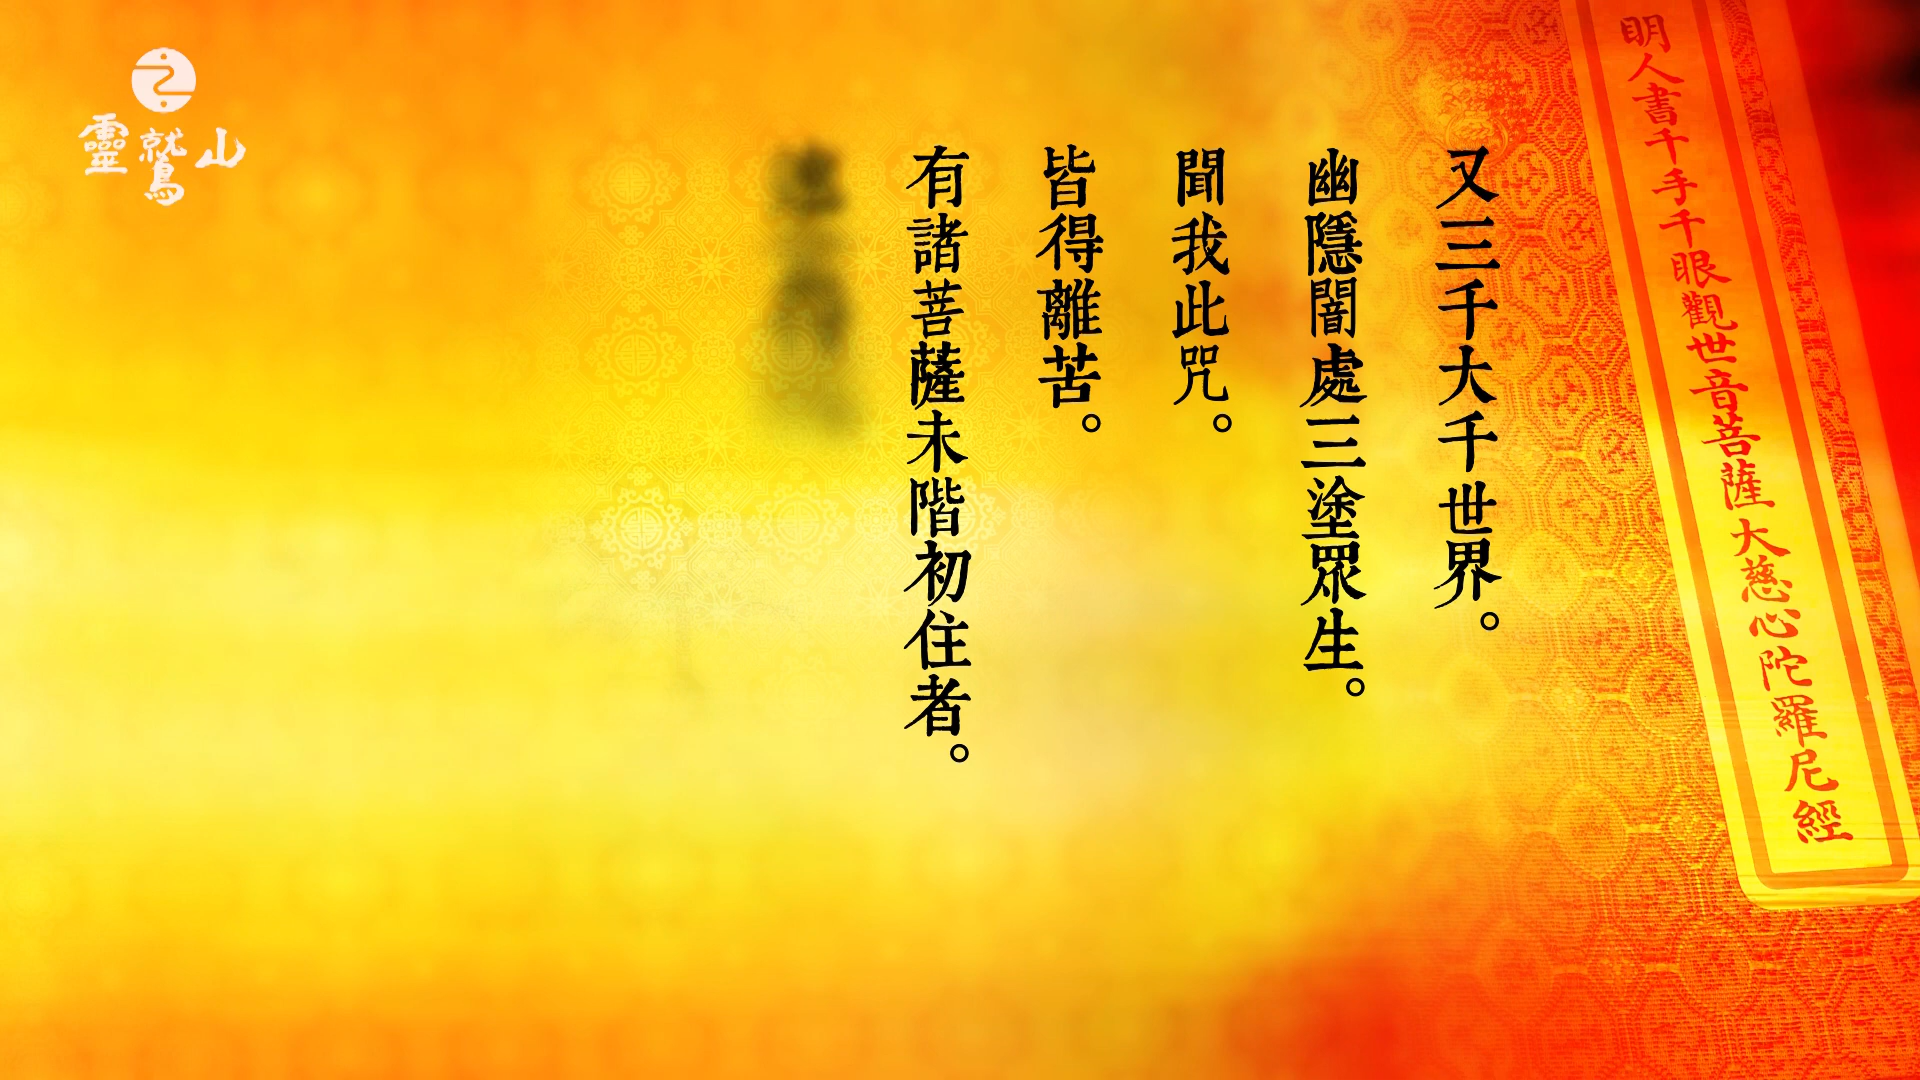 明人書千手千眼觀世音菩薩大慈心陀羅尼經
又三千大千世界。
幽隱闇處三塗眾生。
聞我此咒。
皆得離苦。
有諸菩薩未階初住者。
靈鷲山